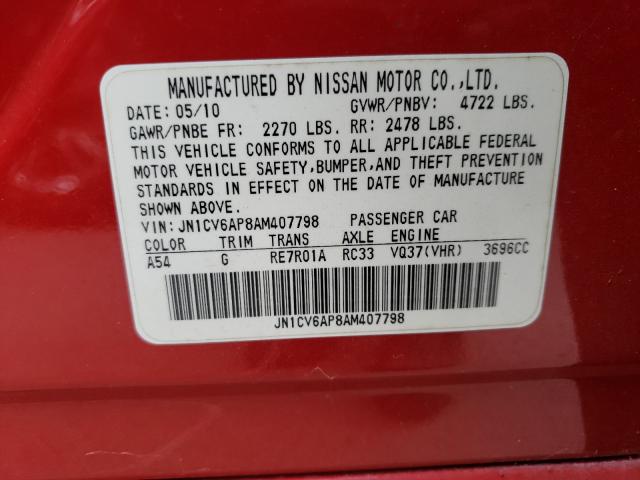 MANUFACTURED BY NISSAN MOTOR CO.,LTD.
DATE: 05/10 GVWR/PNBV: 4722 LBS.
GAWR/PNBE FR: 2270 LBS. RR: 2478 LBS.
THIS VEHICLE CONFORMS TO ALL APPLICABLE FEDERAL
MOTOR VEHICLE SAFETY,BUMPER,AND THEFT PREVENTION
STANDARDS IN EFFECT ON THE DATE OF MANUFACTURE
SHOWN ABOVE.
VIN: JN1CV6AP8AM407798 PASSENGER CAR
COLOR TRIM TRANS AXLE ENGINE
A54 G RE7R01A RC33 VQ37(VHR) 3696CC
JN1CV6AP8AM407798